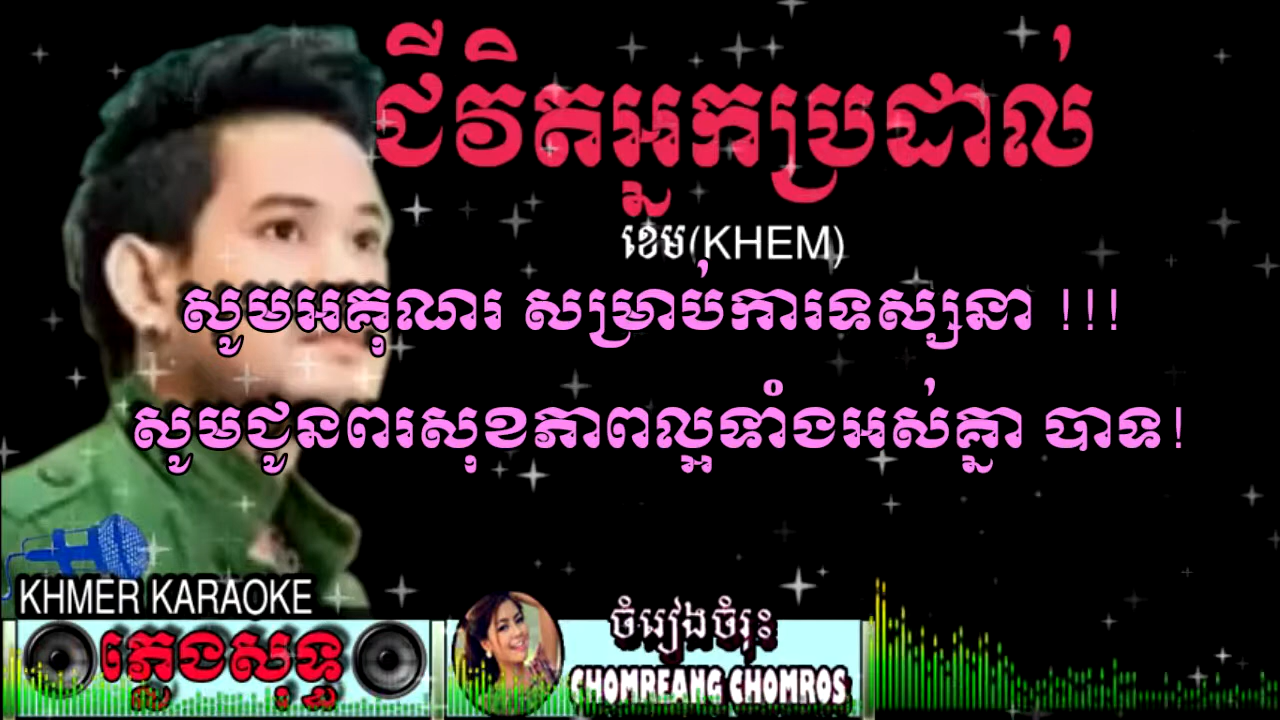 ជីវិតអ្នកប្រដាល់
ខេម(KHEM)
សូមអគុណរ សម្រាប់ការទស្សនា !!!
សូមជូនពរសុខភាពល្អទាំងអស់គ្នា បាទ!
KHMER KARAOKE
ភ្លេងសុទ្ធ
ចំរៀងចំរុះ
CHOMREANG CHOMROS